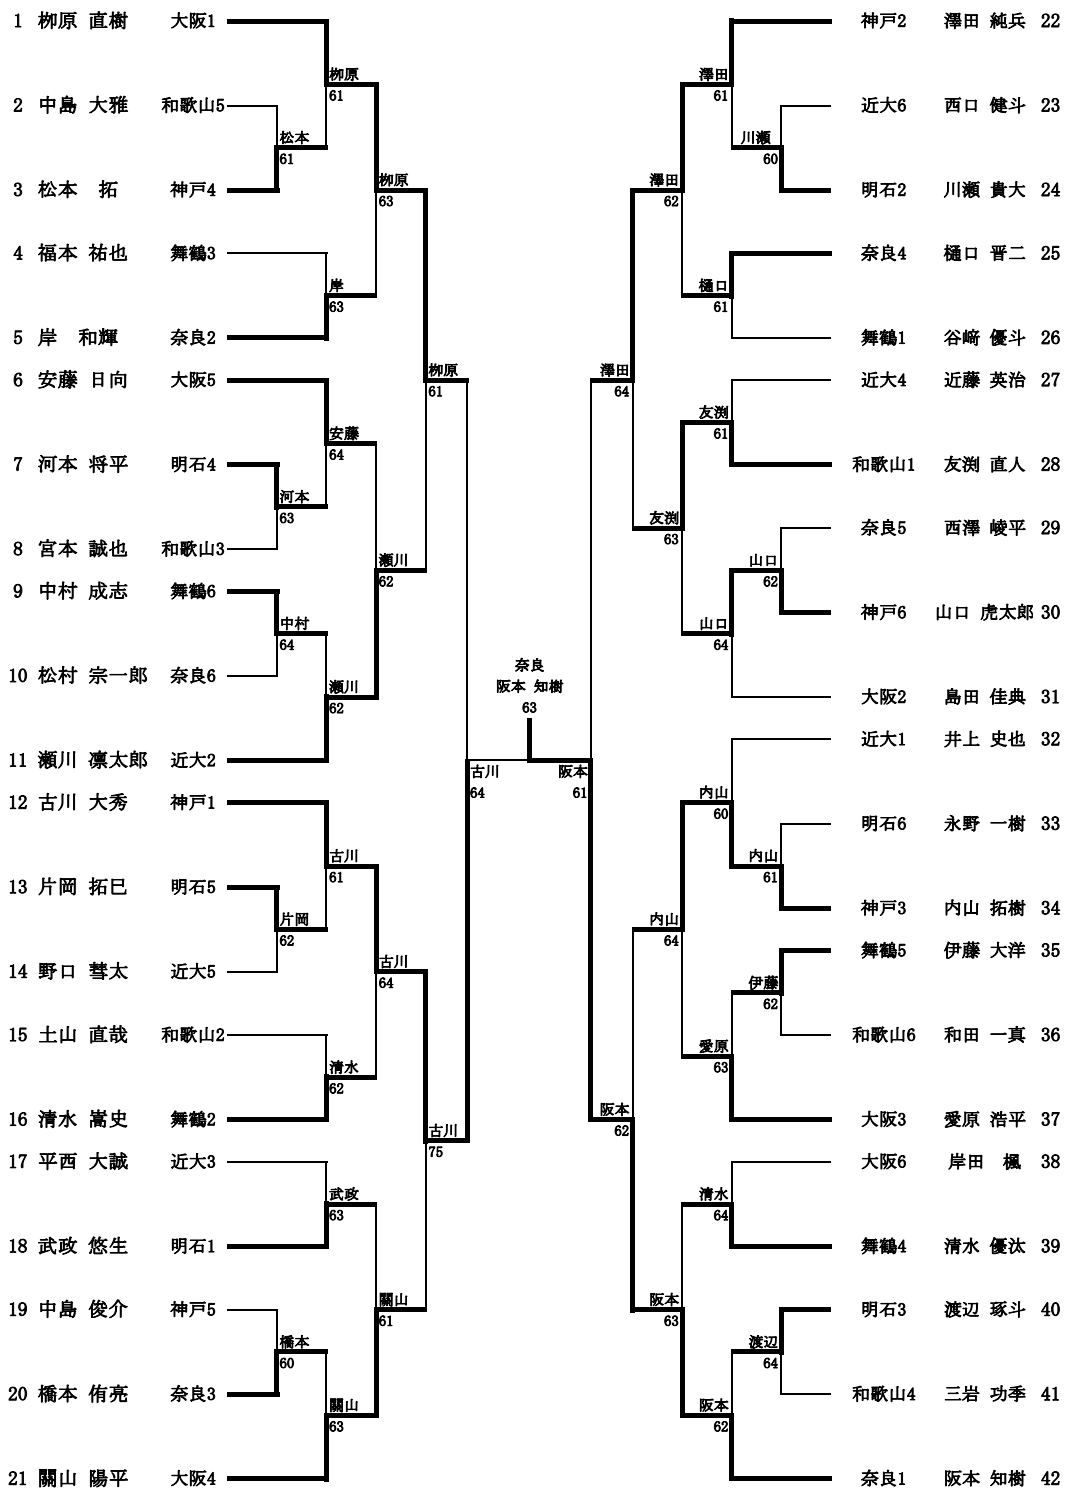 1 柳原 直樹 大阪1
2 中島 大雅 和歌山5
3 松本 拓 神戸4
4 福本 祐也 舞鶴3
5 岸 和輝 奈良2
6 安藤 日向 大阪5
7 河本 将平 明石4
8 宮本 誠也 和歌山3
9 中村 成志 舞鶴6
10 松村 宗一郎 奈良6
11 瀬川 凛太郎 近大2
12 古川 大秀 神戸1
13 片岡 拓巳 明石5
14 野口 彗太 近大5
15 土山 直哉 和歌山2
16 清水 嵩史 舞鶴2
17 平西 大誠 近大3
18 武政 悠生 明石1
19 中島 俊介 神戸5
20 橋本 侑亮 奈良3
21 關山 陽平 大阪4
松本
61
河本
63
中村
64
片岡
62
橋本
60
柳原
61
岸
63
安藤
64
瀬川
62
古川
61
清水
62
武政
63
關山
63
柳原
63
瀬川
62
古川
64
關山
61
柳原
61
古川
75
古川
64
奈良
阪本 知樹
63
阪本
61
澤田
64
阪本
62
澤田
62
友渕
63
内山
64
阪本
63
澤田
61
樋口
61
友渕
61
山口
64
内山
60
愛原
63
清水
64
阪本
62
川瀬
60
山口
62
内山
61
伊藤
62
渡辺
64
神戸2 澤田 純兵 22
近大6 西口 健斗 23
明石2 川瀬 貴大 24
奈良4 樋口 晋二 25
舞鶴1 谷﨑 優斗 26
近大4 近藤 英治 27
和歌山1 友渕 直人 28
奈良5 西澤 崚平 29
神戸6 山口 虎太郎 30
大阪2 島田 佳典 31
近大1 井上 史也 32
明石6 永野 一樹 33
神戸3 内山 拓樹 34
舞鶴5 伊藤 大洋 35
和歌山6 和田 一真 36
大阪3 愛原 浩平 37
大阪6 岸田 楓 38
舞鶴4 清水 優汰 39
明石3 渡辺 琢斗 40
和歌山4 三岩 功季 41
奈良1 阪本 知樹 42